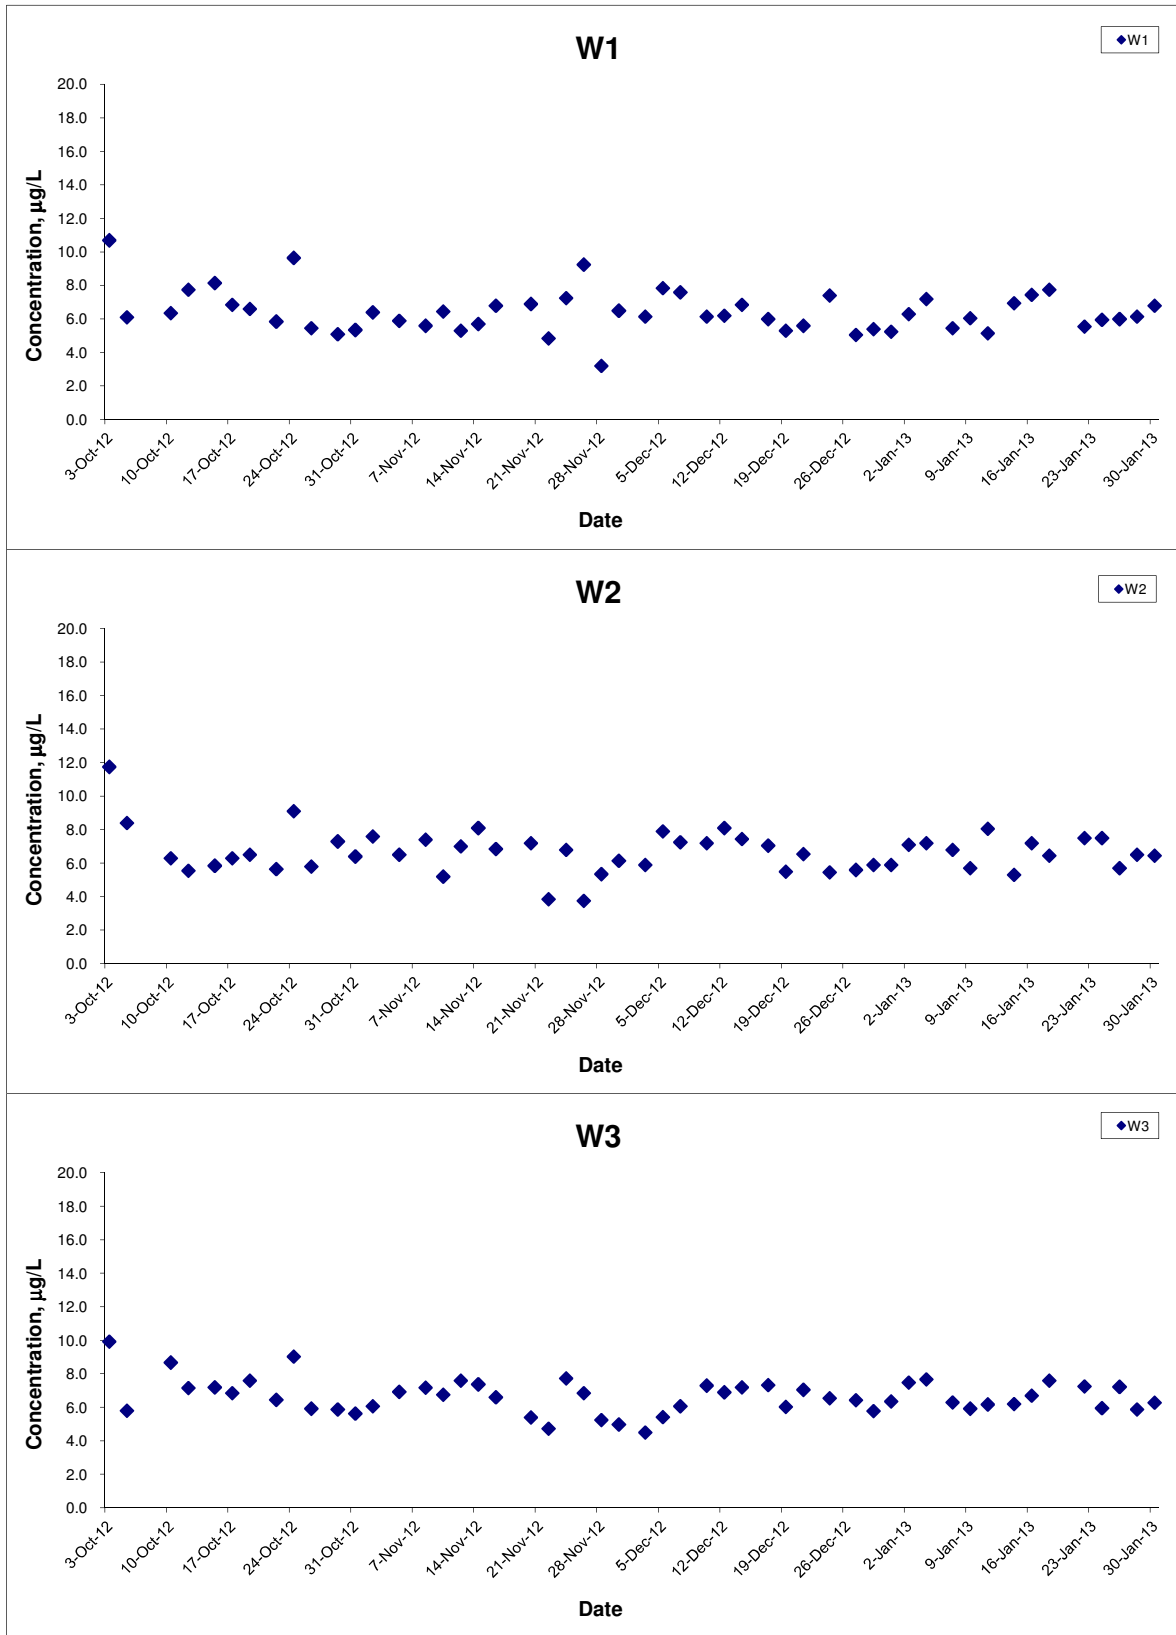 W1
W1
20.0
18.0
16.0
14.0
12.0
10.0
8.0
6.0
4.0
2.0
0.0
Concentration, µg/L
3-Oct-12
10-Oct-12
17-Oct-12
24-Oct-12
31-Oct-12
7-Nov-12
14-Nov-12
21-Nov-12
28-Nov-12
5-Dec-12
12-Dec-12
19-Dec-12
26-Dec-12
2-Jan-13
9-Jan-13
16-Jan-13
23-Jan-13
30-Jan-13
Date
W2
W2
20.0
18.0
16.0
14.0
12.0
10.0
8.0
6.0
4.0
2.0
0.0
Concentration, µg/L
3-Oct-12
10-Oct-12
17-Oct-12
24-Oct-12
31-Oct-12
7-Nov-12
14-Nov-12
21-Nov-12
28-Nov-12
5-Dec-12
12-Dec-12
19-Dec-12
26-Dec-12
2-Jan-13
9-Jan-13
16-Jan-13
23-Jan-13
30-Jan-13
Date
W3
W3
20.0
18.0
16.0
14.0
12.0
10.0
8.0
6.0
4.0
2.0
0.0
Concentration, µg/L
3-Oct-12
10-Oct-12
17-Oct-12
24-Oct-12
31-Oct-12
7-Nov-12
14-Nov-12
21-Nov-12
28-Nov-12
5-Dec-12
12-Dec-12
19-Dec-12
26-Dec-12
2-Jan-13
9-Jan-13
16-Jan-13
23-Jan-13
30-Jan-13
Date